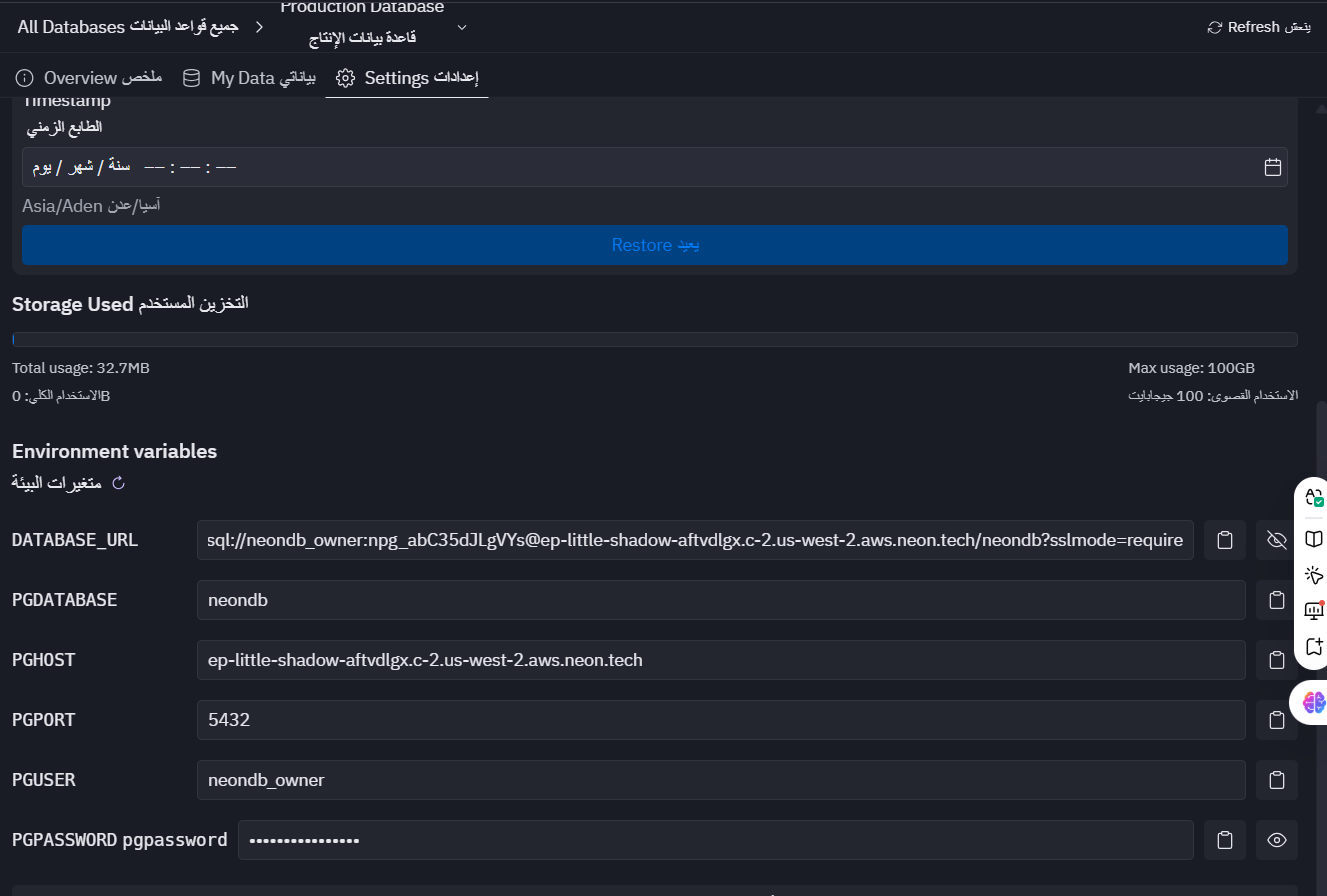 All Databases جميع قواعد البيانات
Production Database
قاعدة بيانات الإنتاج
Refresh ينعش
Overview ملخص
My Data بياناتي
Settings إعدادات
Timestamp
الطابع الزمني
يوم / شهر / سنة -- : -- : --
Asia/Aden آسيا/عدن
Restore يعيد
Storage Used التخزين المستخدم
Total usage: 32.7MB
الاستخدام الكلي: 0B
Max usage: 100GB
الاستخدام القصوى: 100 جيجابايت
Environment variables
متغيرات البيئة
DATABASE_URL
sql://neondb_owner:npg_abC35dJLgVYs@ep-little-shadow-aftvdlgx.c-2.us-west-2.aws.neon.tech/neondb?sslmode=require
PGDATABASE
neondb
PGHOST
ep-little-shadow-aftvdlgx.c-2.us-west-2.aws.neon.tech
PGPORT
5432
PGUSER
neondb_owner
PGPASSWORD pgpassword
••••••••••••••••